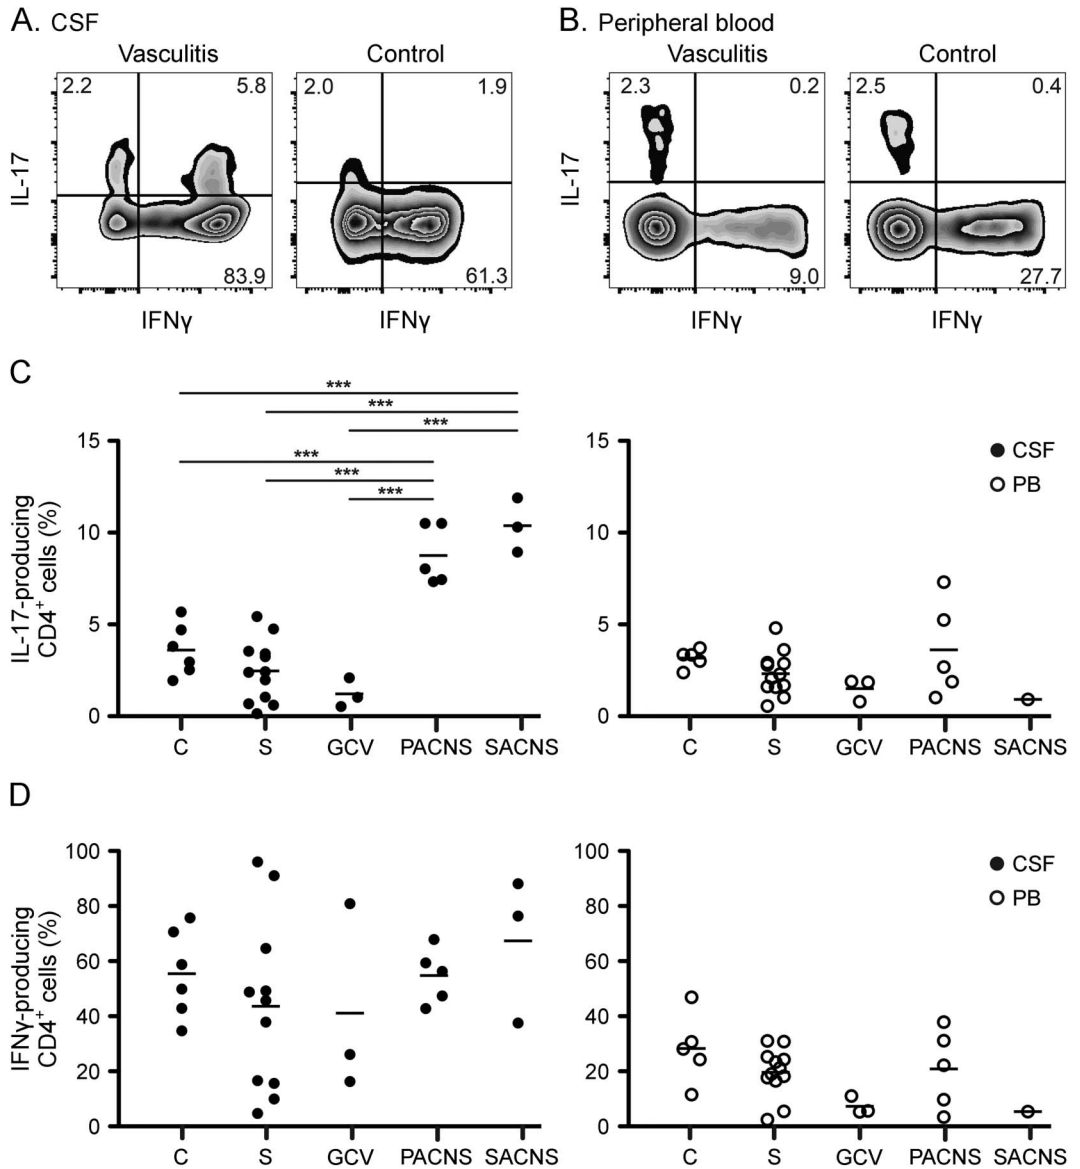 A. CSF
B. Peripheral blood
Vasculitis
Control
Vasculitis
Control
2.2
5.8
2.0
1.9
2.3
0.2
2.5
0.4
IL-17
IL-17
83.9
61.3
9.0
27.7
IFNγ
IFNγ
IFNγ
IFNγ
C
***
***
***
***
***
***
IL-17-producing
CD4⁺ cells (%)
15
10
5
0
C
S
GCV
PACNS
SACNS
15
10
5
0
CSF
PB
C
S
GCV
PACNS
SACNS
D
IFNγ-producing
CD4⁺ cells (%)
100
80
60
40
20
0
C
S
GCV
PACNS
SACNS
100
80
60
40
20
0
CSF
PB
C
S
GCV
PACNS
SACNS